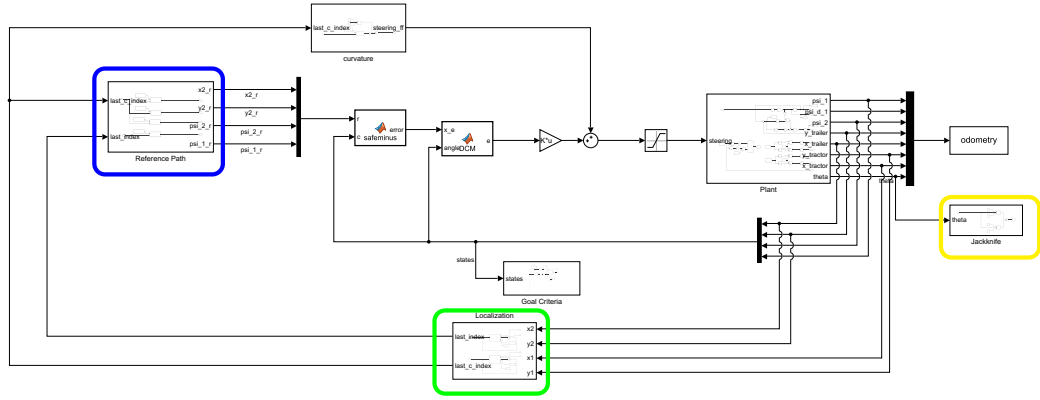 last_c_index
steering_ff
curvature
x2_r
last_c_index
y2_r
psi_2_r
last_index
psi_1_r
Reference Path
x2_r
y2_r
psi_2_r
psi_1_r
r
error
c
safeminus
x_e
e
angle
DCM
K*u
steering
psi_1
psi_d_1
psi_2
y_trailer
x_trailer
y_tractor
x_tractor
theta
Plant
theta
odometry
theta
Jackknife
states
states
Goal Criteria
Localization
last_index
x2
y2
last_c_index
x1
y1